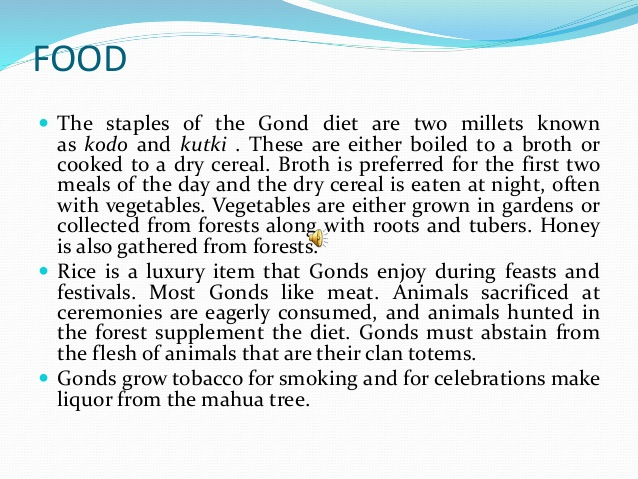 FOOD
• The staples of the Gond diet are two millets known
as kodo and kutki . These are either boiled to a broth or
cooked to a dry cereal. Broth is preferred for the first two
meals of the day and the dry cereal is eaten at night, often
with vegetables. Vegetables are either grown in gardens or
collected from forests along with roots and tubers. Honey
is also gathered from forests.
• Rice is a luxury item that Gonds enjoy during feasts and
festivals. Most Gonds like meat. Animals sacrificed at
ceremonies are eagerly consumed, and animals hunted in
the forest supplement the diet. Gonds must abstain from
the flesh of animals that are their clan totems.
• Gonds grow tobacco for smoking and for celebrations make
liquor from the mahua tree.